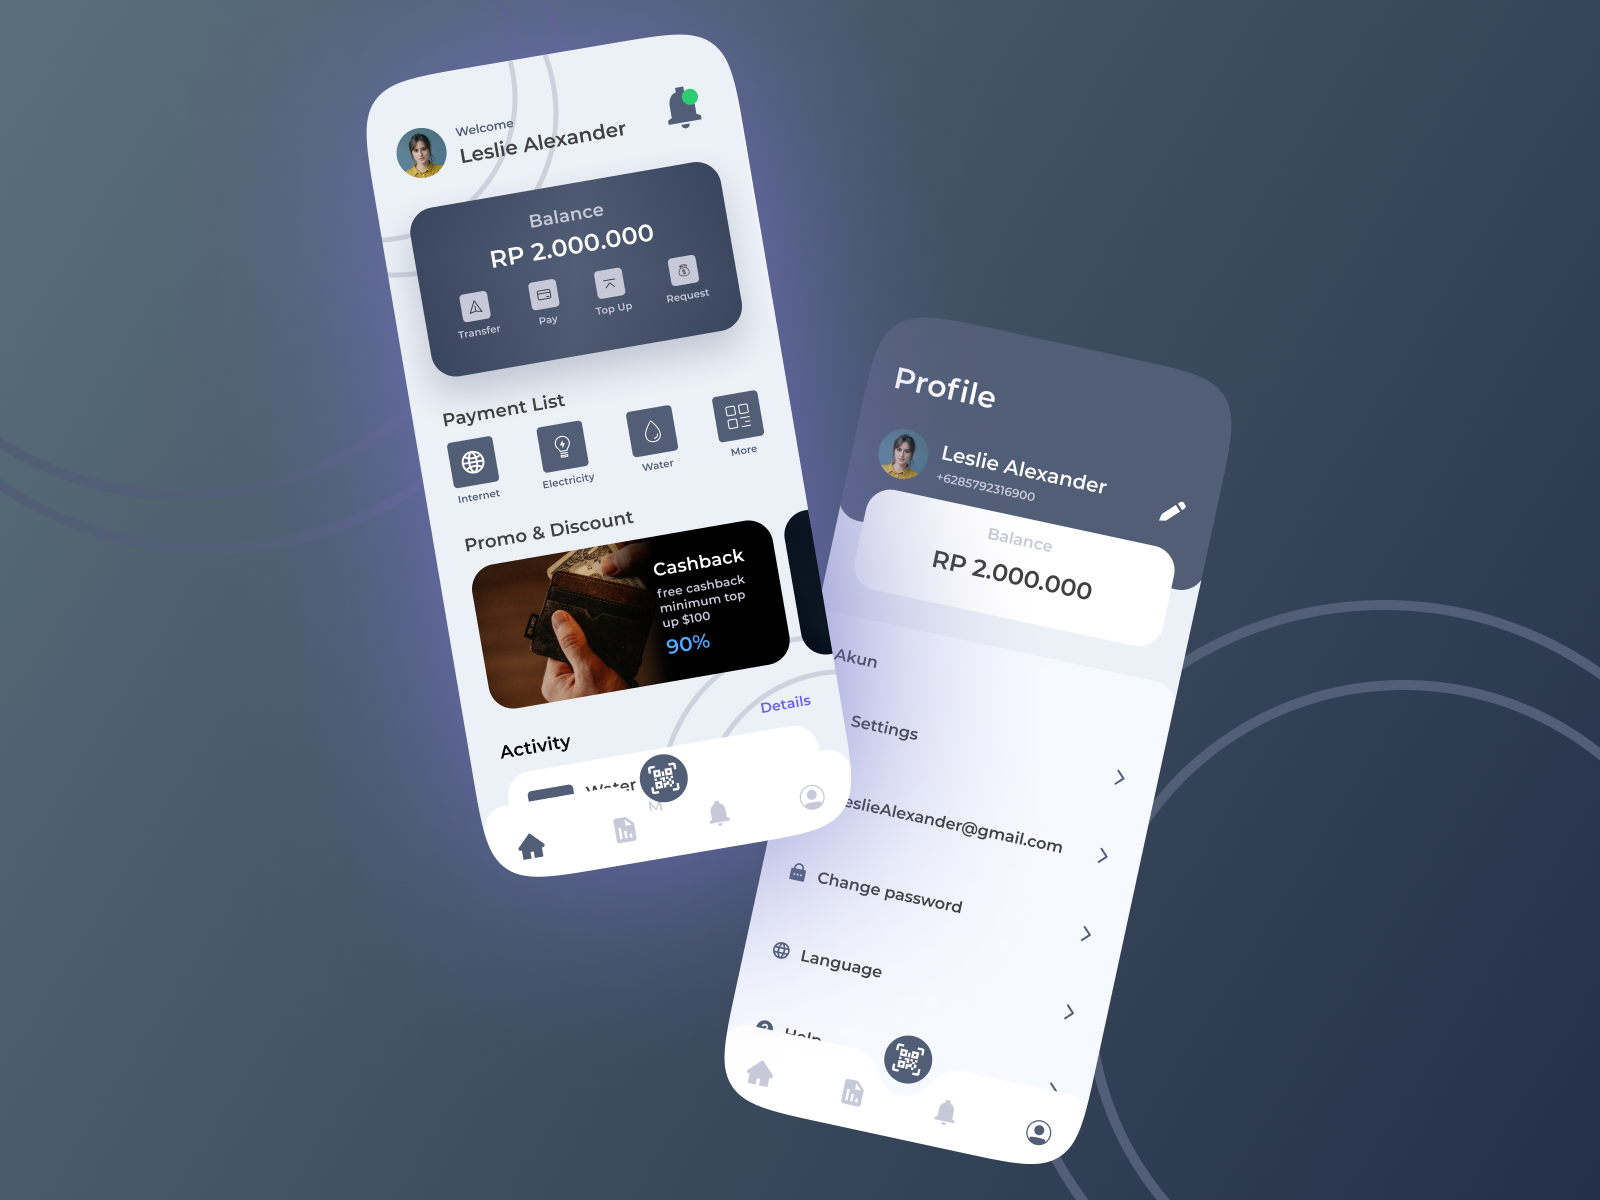 Welcome
Leslie Alexander
Balance
RP 2.000.000
Transfer
Pay
Top Up
Request
Payment List
Internet
Electricity
Water
More
Promo & Discount
Cashback
free cashback
minimum top
up $100
90%
Details
Activity
Water
M
Profile
Leslie Alexander
+6285792316900
Balance
RP 2.000.000
Akun
Settings
eslieAlexander@gmail.com
Change password
Language
Help